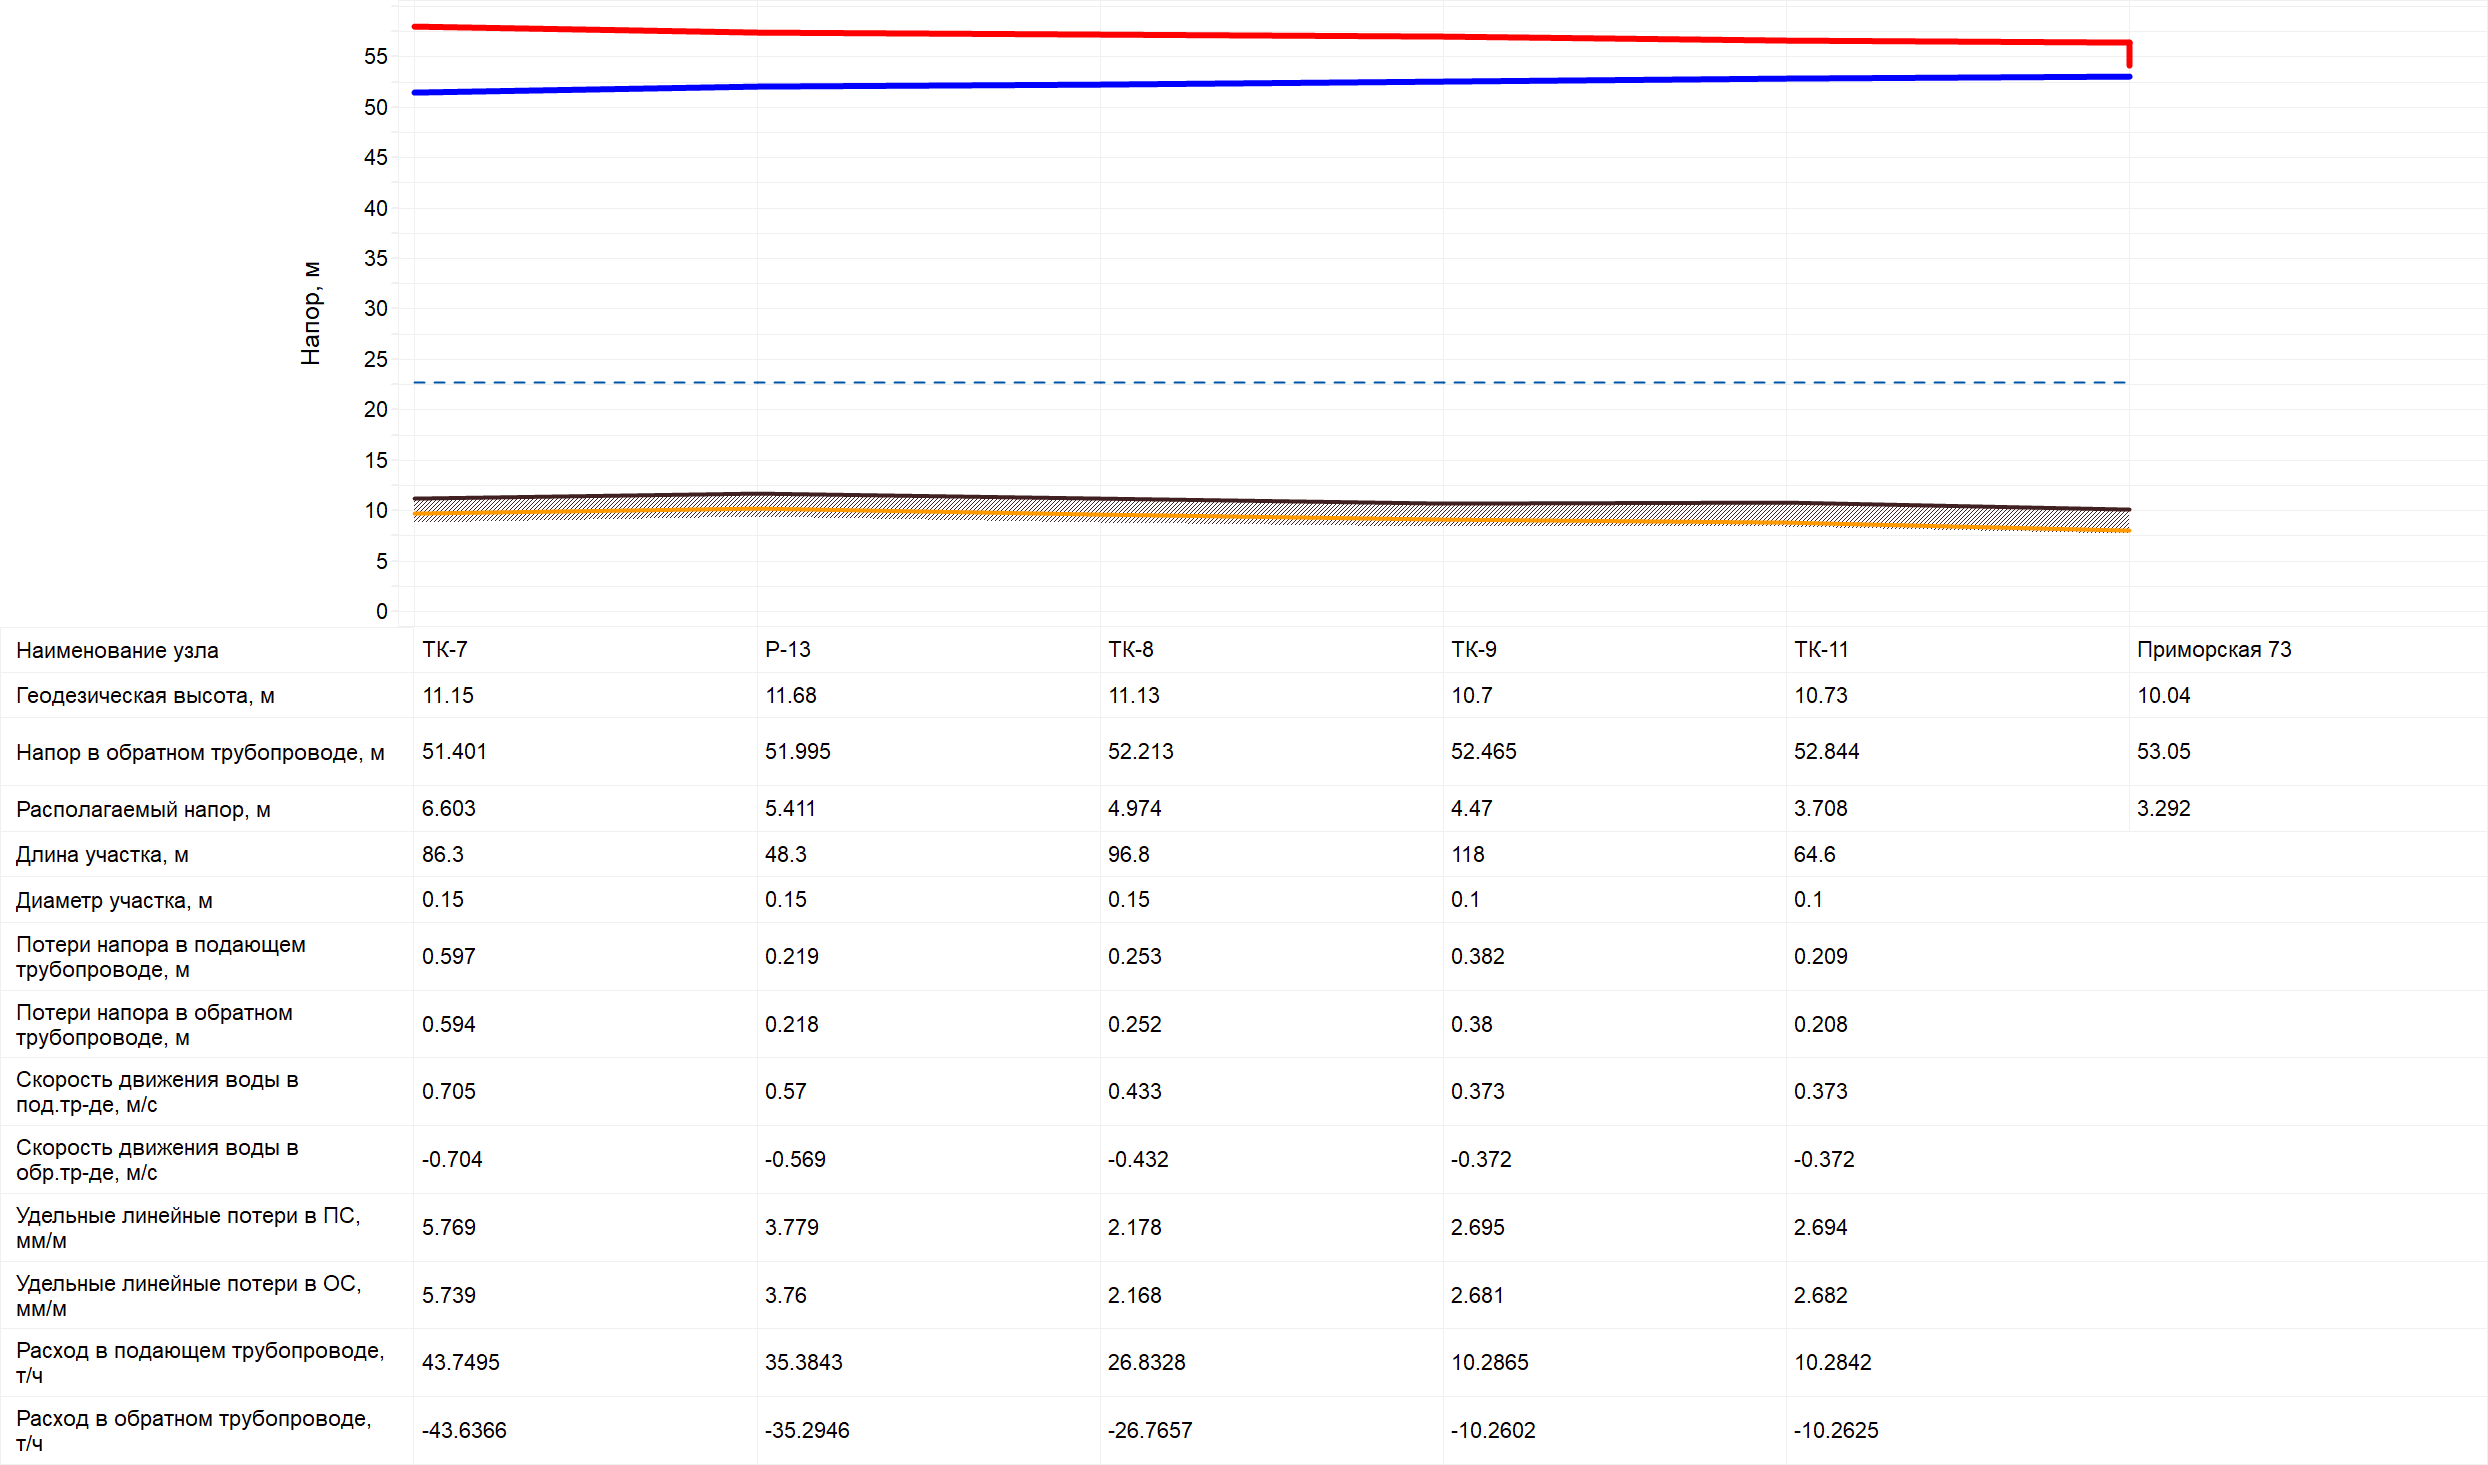 55
50
45
40
35
30
25
20
15
10
5
0
Напор, м
Наименование узла ТК-7 Р-13 ТК-8 ТК-9 ТК-11 Приморская 73
Геодезическая высота, м 11.15 11.68 11.13 10.7 10.73 10.04
Напор в обратном трубопроводе, м 51.401 51.995 52.213 52.465 52.844 53.05
Располагаемый напор, м 6.603 5.411 4.974 4.47 3.708 3.292
Длина участка, м 86.3 48.3 96.8 118 64.6
Диаметр участка, м 0.15 0.15 0.15 0.1 0.1
Потери напора в подающем
трубопроводе, м 0.597 0.219 0.253 0.382 0.209
Потери напора в обратном
трубопроводе, м 0.594 0.218 0.252 0.38 0.208
Скорость движения воды в
под.тр-де, м/с 0.705 0.57 0.433 0.373 0.373
Скорость движения воды в
обр.тр-де, м/с -0.704 -0.569 -0.432 -0.372 -0.372
Удельные линейные потери в ПС,
мм/м 5.769 3.779 2.178 2.695 2.694
Удельные линейные потери в ОС,
мм/м 5.739 3.76 2.168 2.681 2.682
Расход в подающем трубопроводе,
т/ч 43.7495 35.3843 26.8328 10.2865 10.2842
Расход в обратном трубопроводе,
т/ч -43.6366 -35.2946 -26.7657 -10.2602 -10.2625